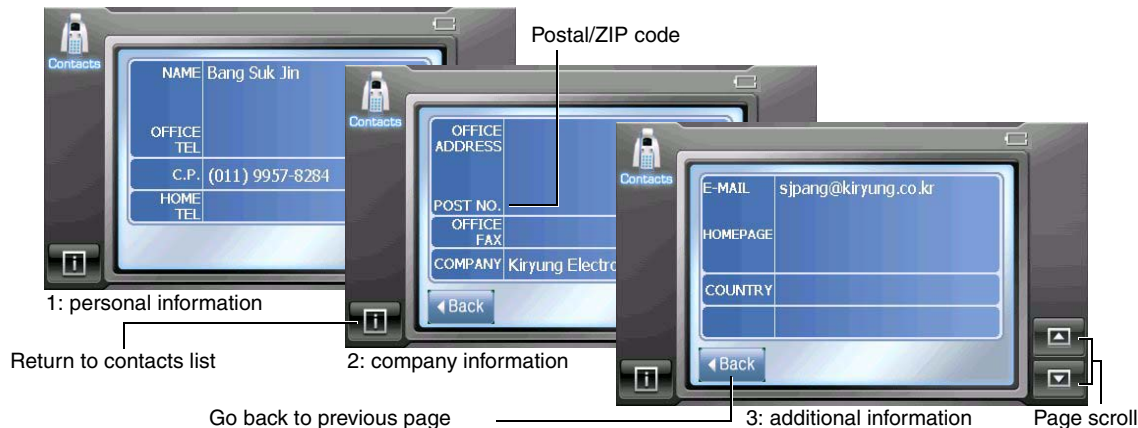 Contacts
NAME Bang Suk Jin
OFFICE
TEL
C.P. (011) 9957-8284
HOME
TEL
i
1: personal information
Return to contacts list
Postal/ZIP code
Contacts
OFFICE
ADDRESS
POST NO.
OFFICE
FAX
COMPANY Kiryung Electro
Back
i
2: company information
Go back to previous page
Contacts
E-MAIL sjpang@kiryung.co.kr
HOMEPAGE
COUNTRY
Back
i
3: additional information
Page scroll